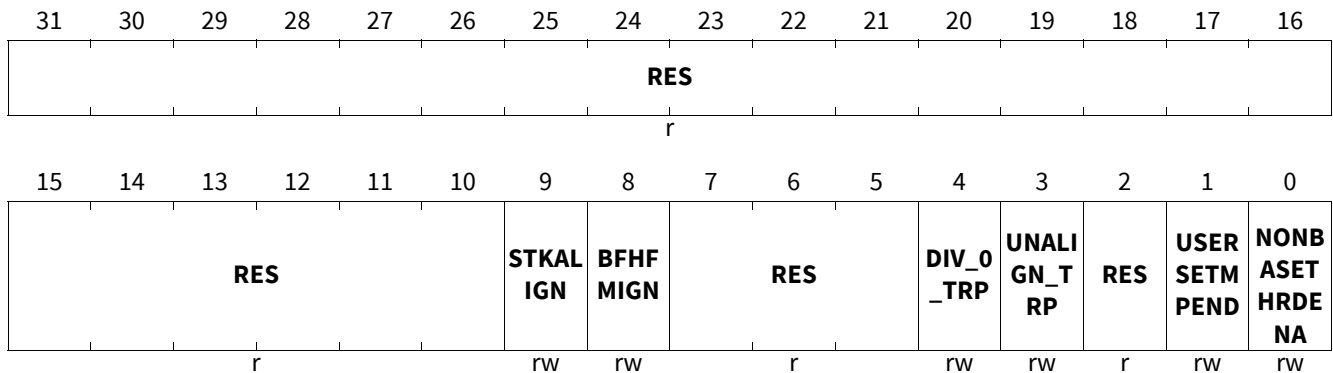 31 30 29 28 27 26 25 24 23 22 21 20 19 18 17 16
RES
r
15 14 13 12 11 10 9 8 7 6 5 4 3 2 1 0
RES
STKAL
IGN
BFHF
MIGN
RES
DIV_0
_TRP
UNALI
GN_T
RP
RES
USER
SETM
PEND
NONB
ASET
HRDE
NA
r rw rw r rw rw r rw rw